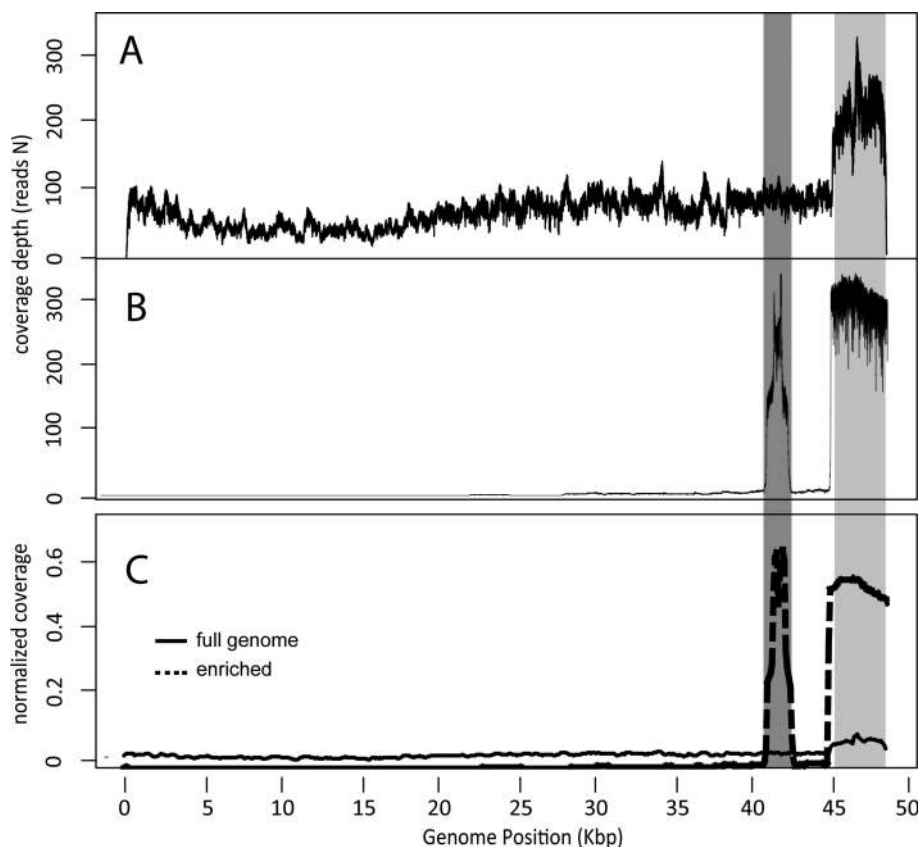 A
300
200
100
0
coverage depth (reads N)
B
300
200
100
0
C
0.6
0.4
0.2
0
normalized coverage
full genome
enriched
0 5 10 15 20 25 30 35 40 45 50
Genome Position (Kbp)